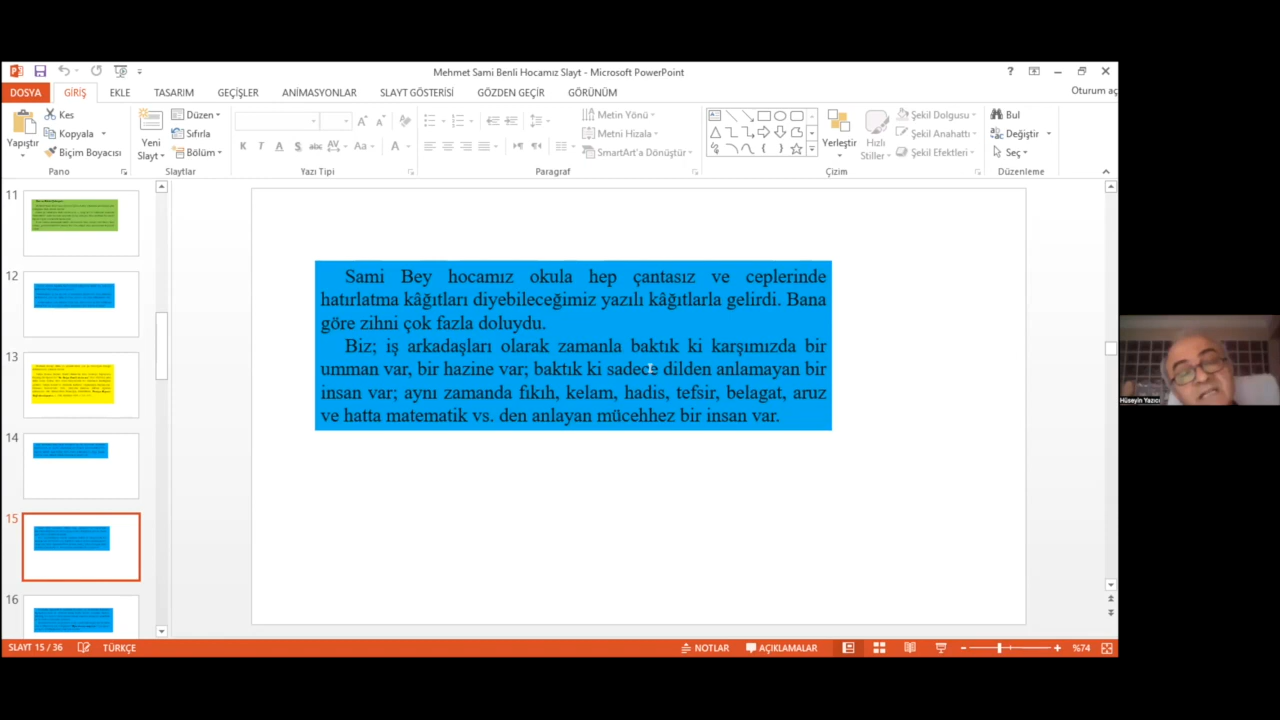 Mehmet Sami Benli Hocamız Slayt - Microsoft PowerPoint
DOSYA GİRİŞ EKLE TASARIM GEÇİŞLER ANİMASYONLAR SLAYT GÖSTERİSİ GÖZDEN GEÇİR GÖRÜNÜM Oturum aç
Yapıştır
Kes
Kopyala
Biçim Boyacısı
Pano
Yeni Slayt
Düzen
Sıfırla
Bölüm
Slaytlar
K T A S abc AV Aa A
Yazı Tipi
Metin Yönü
Metni Hizala
SmartArt'a Dönüştür
Paragraf
Yerleştir
Hızlı Stiller
Şekil Dolgusu
Şekil Anahattı
Şekil Efektleri
Çizim
Bul
Değiştir
Seç
Düzenleme
11
12
13
14
15
16
Sami Bey hocamız okula hep çantasız ve ceplerinde
hatırlatma kâğıtları diyebileceğimiz yazılı kâğıtlarla gelirdi. Bana
göre zihni çok fazla doluydu.
Biz; iş arkadaşları olarak zamanla baktık ki karşımızda bir
umman var, bir hazine var; baktık ki sadece dilden anlamayan bir
insan var; aynı zamanda fıkıh, kelam, hadis, tefsir, belagat, aruz
ve hatta matematik vs. den anlayan mücehhez bir insan var.
Hüseyin Yazıcı
SLAYT 15 / 36 TÜRKÇE NOTLAR AÇIKLAMALAR %74